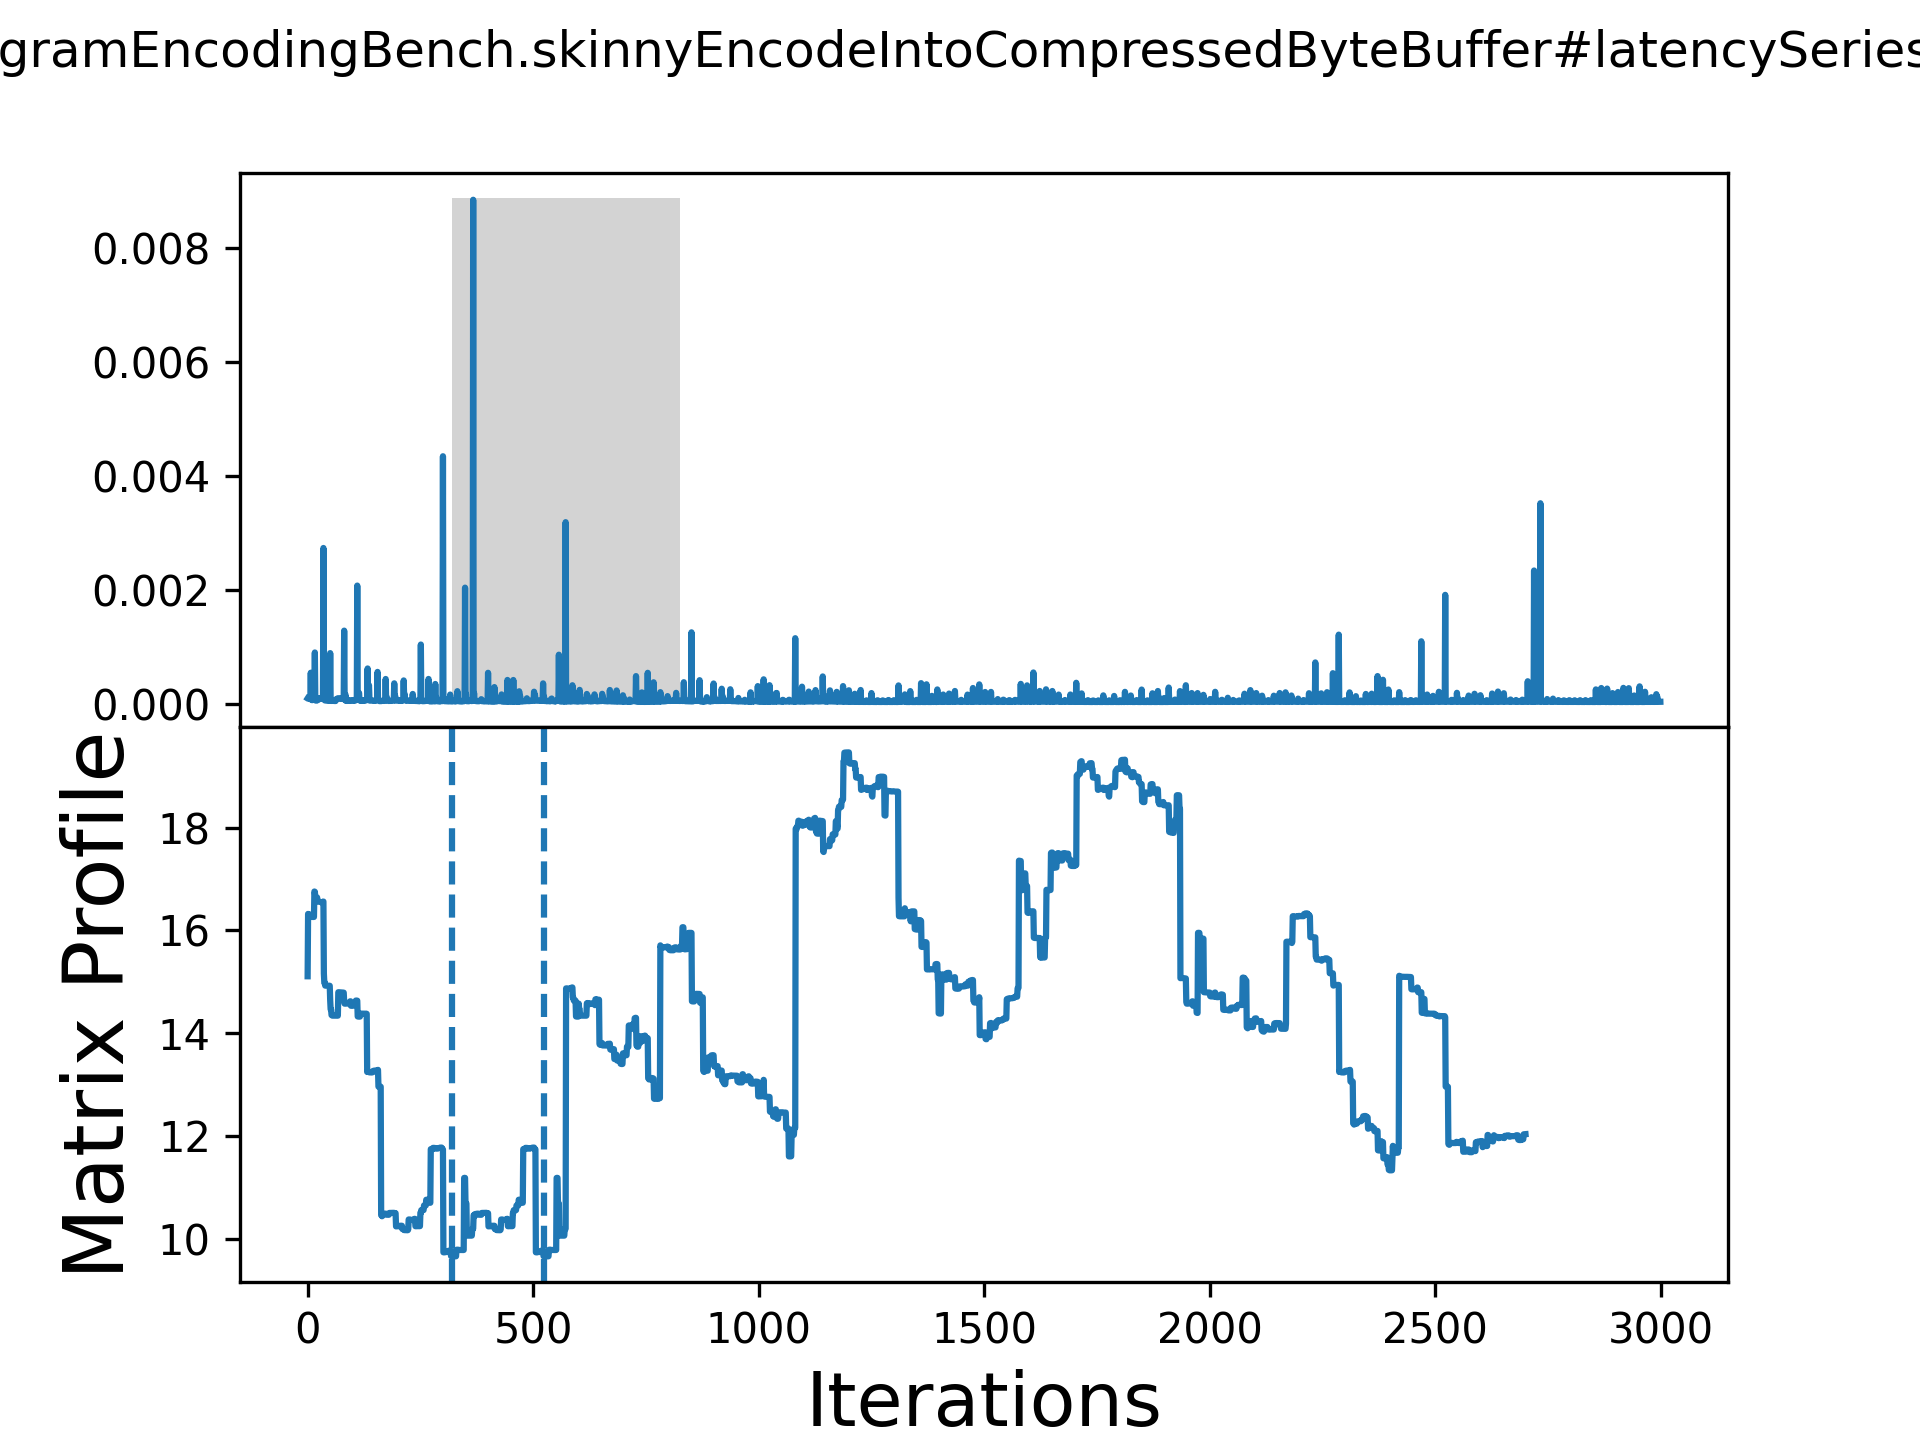 gramEncodingBench.skinnyEncodeIntoCompressedByteBuffer#latencySeries
0.008
0.006
0.004
0.002
0.000
Matrix Profile
18
16
14
12
10
0 500 1000 1500 2000 2500 3000
Iterations